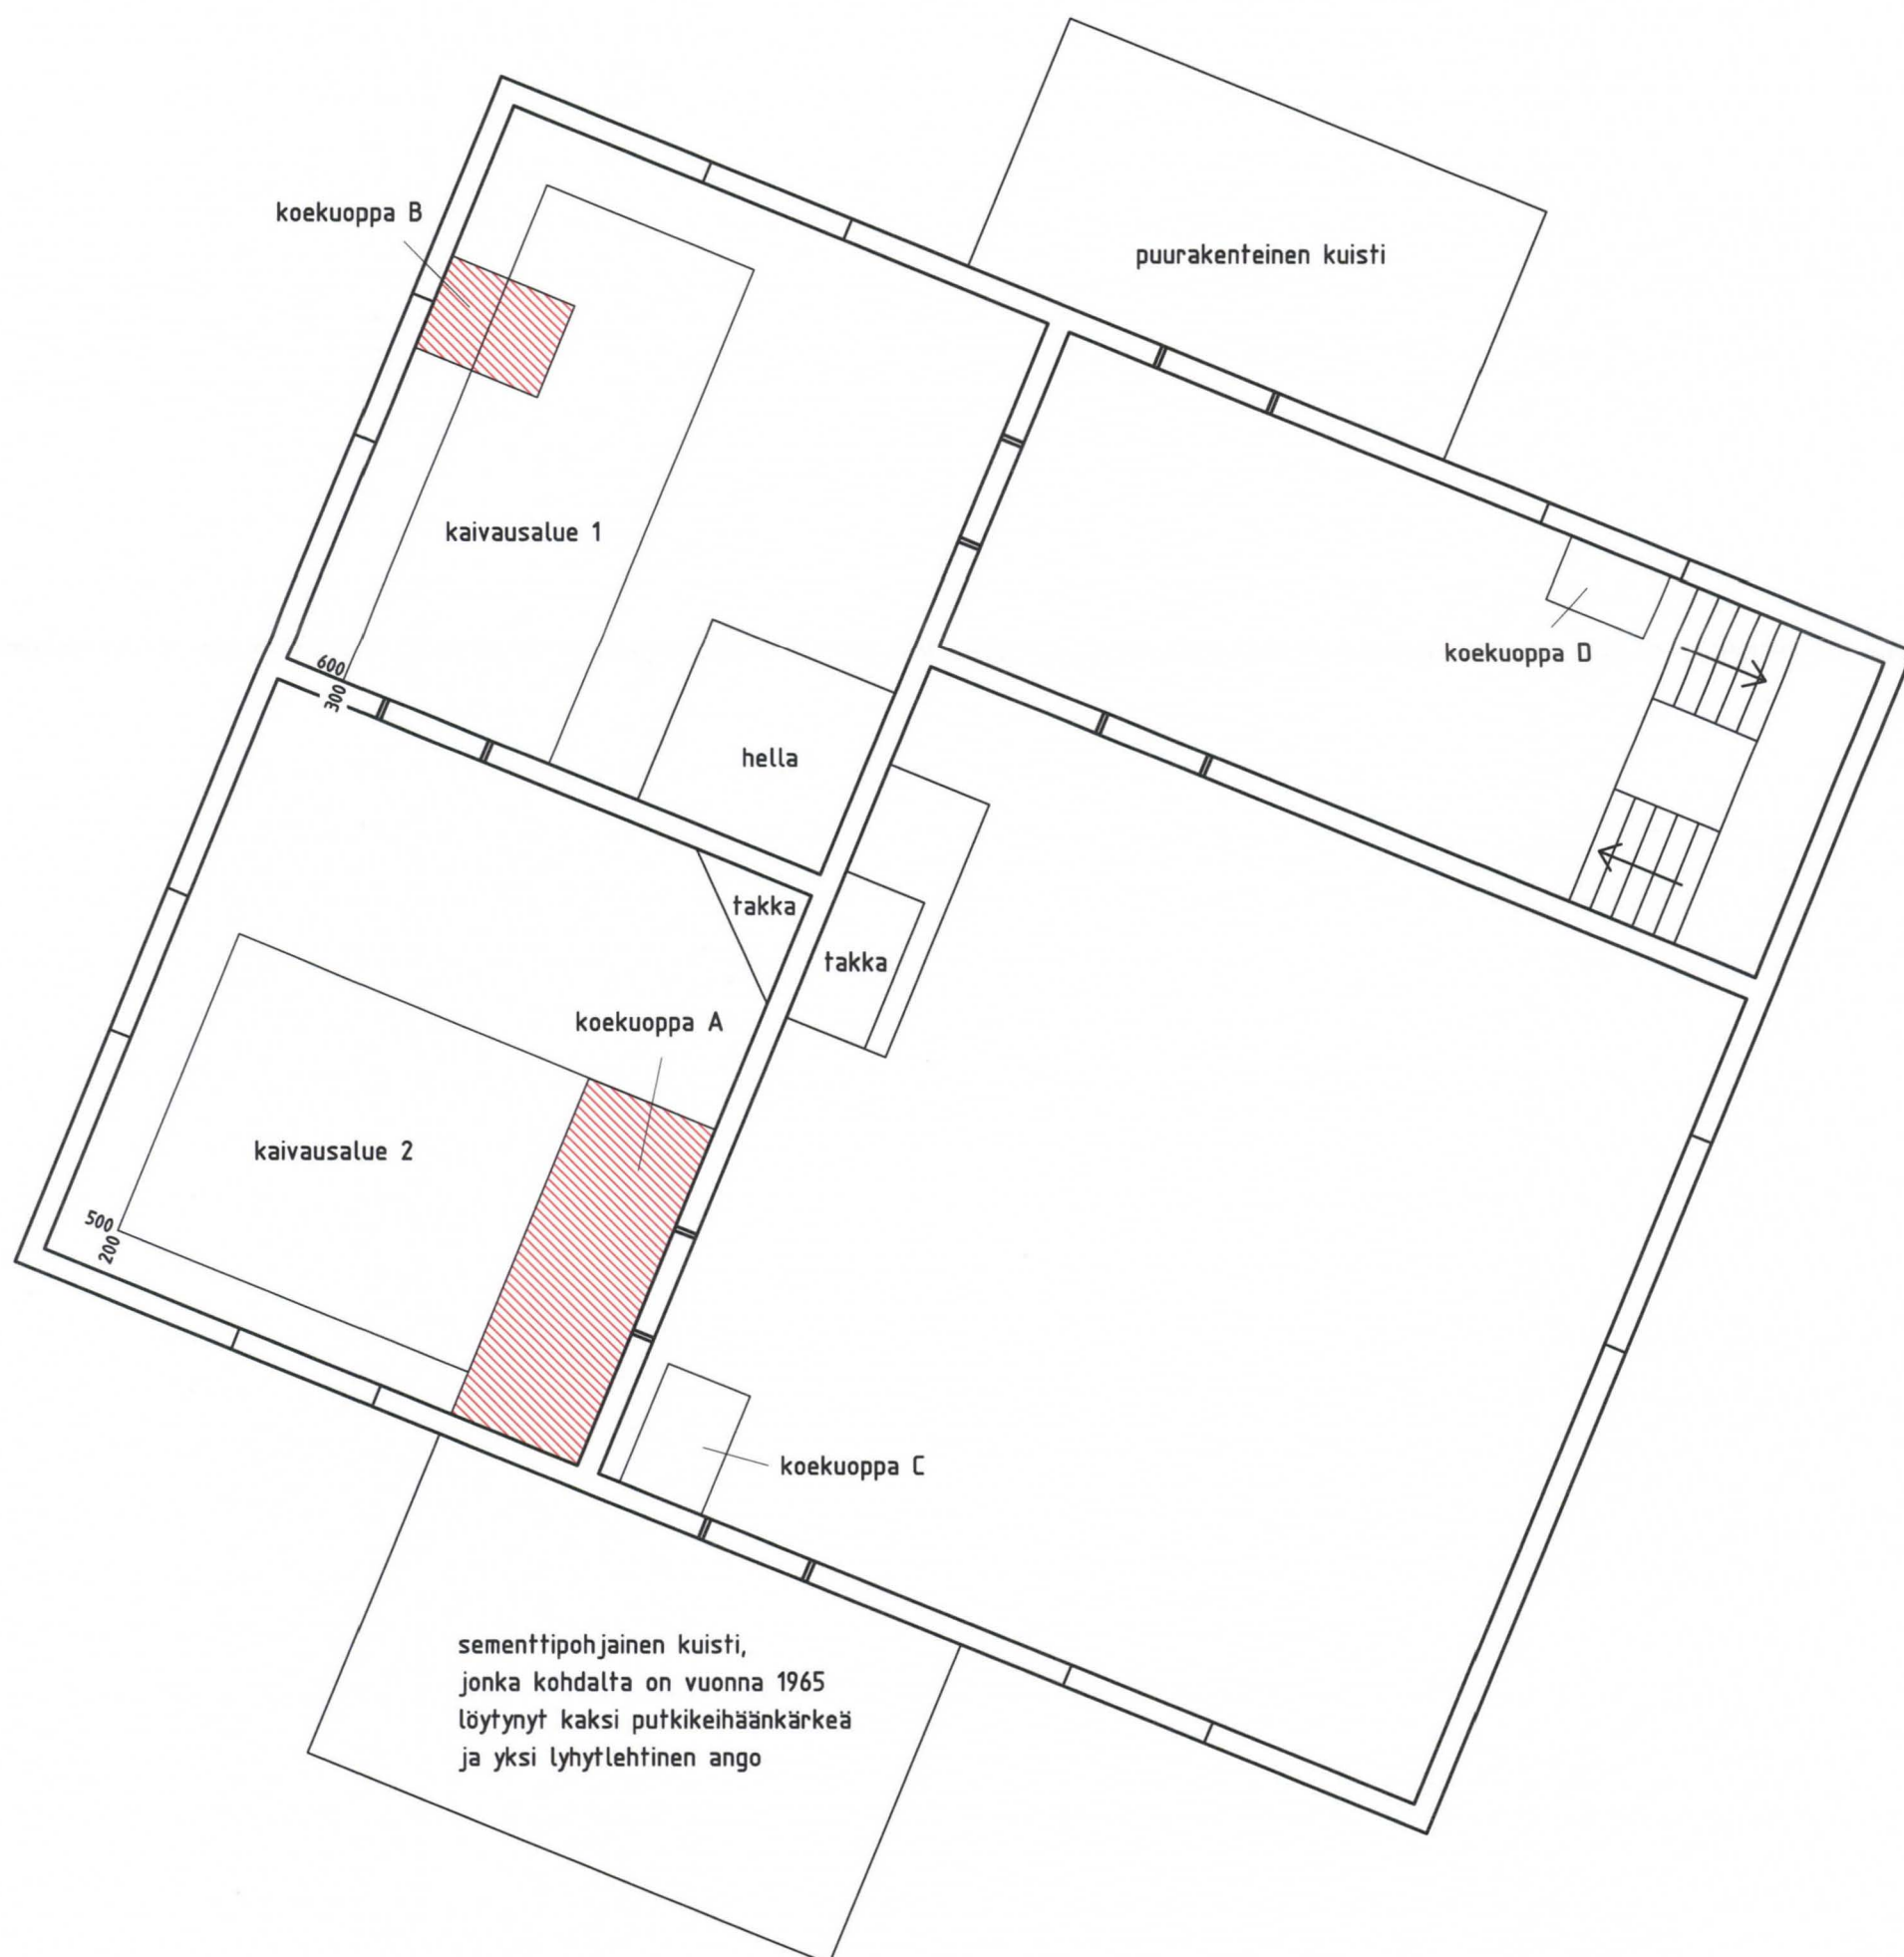 koekuoppa B
puurakenteinen kuisti
kaivausalue 1
koekuoppa D
600
300
hella
takka
takka
koekuoppa A
kaivausalue 2
500
200
koekuoppa C
sementtipohjainen kuisti,
jonka kohdalta on vuonna 1965
löytynyt kaksi putkikeihäänkärkeä
ja yksi lyhytlehtinen ango